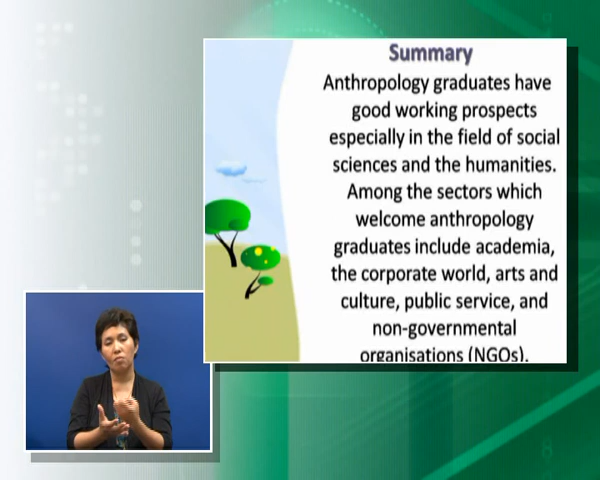 Summary
Anthropology graduates have
good working prospects
especially in the field of social
sciences and the humanities.
Among the sectors which
welcome anthropology
graduates include academia,
the corporate world, arts and
culture, public service, and
non-governmental
organisations (NGOs).